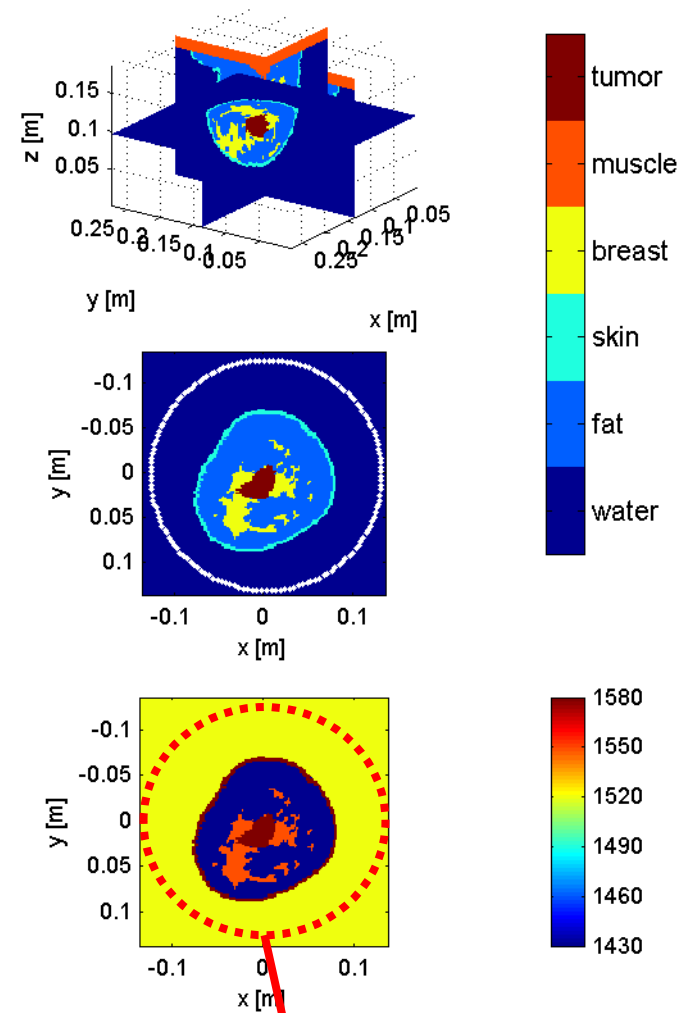 tumor
muscle
breast
skin
fat
water
0.15
0.1
0.05
z [m]
0.25
0.2
0.15
0.1
0.05
y [m]
0.25
0.2
0.15
0.1
0.05
x [m]
-0.1
-0.05
0
0.05
0.1
y [m]
-0.1
0
0.1
x [m]
-0.1
-0.05
0
0.05
0.1
y [m]
-0.1
0
0.1
x [m]
1580
1550
1520
1490
1460
1430